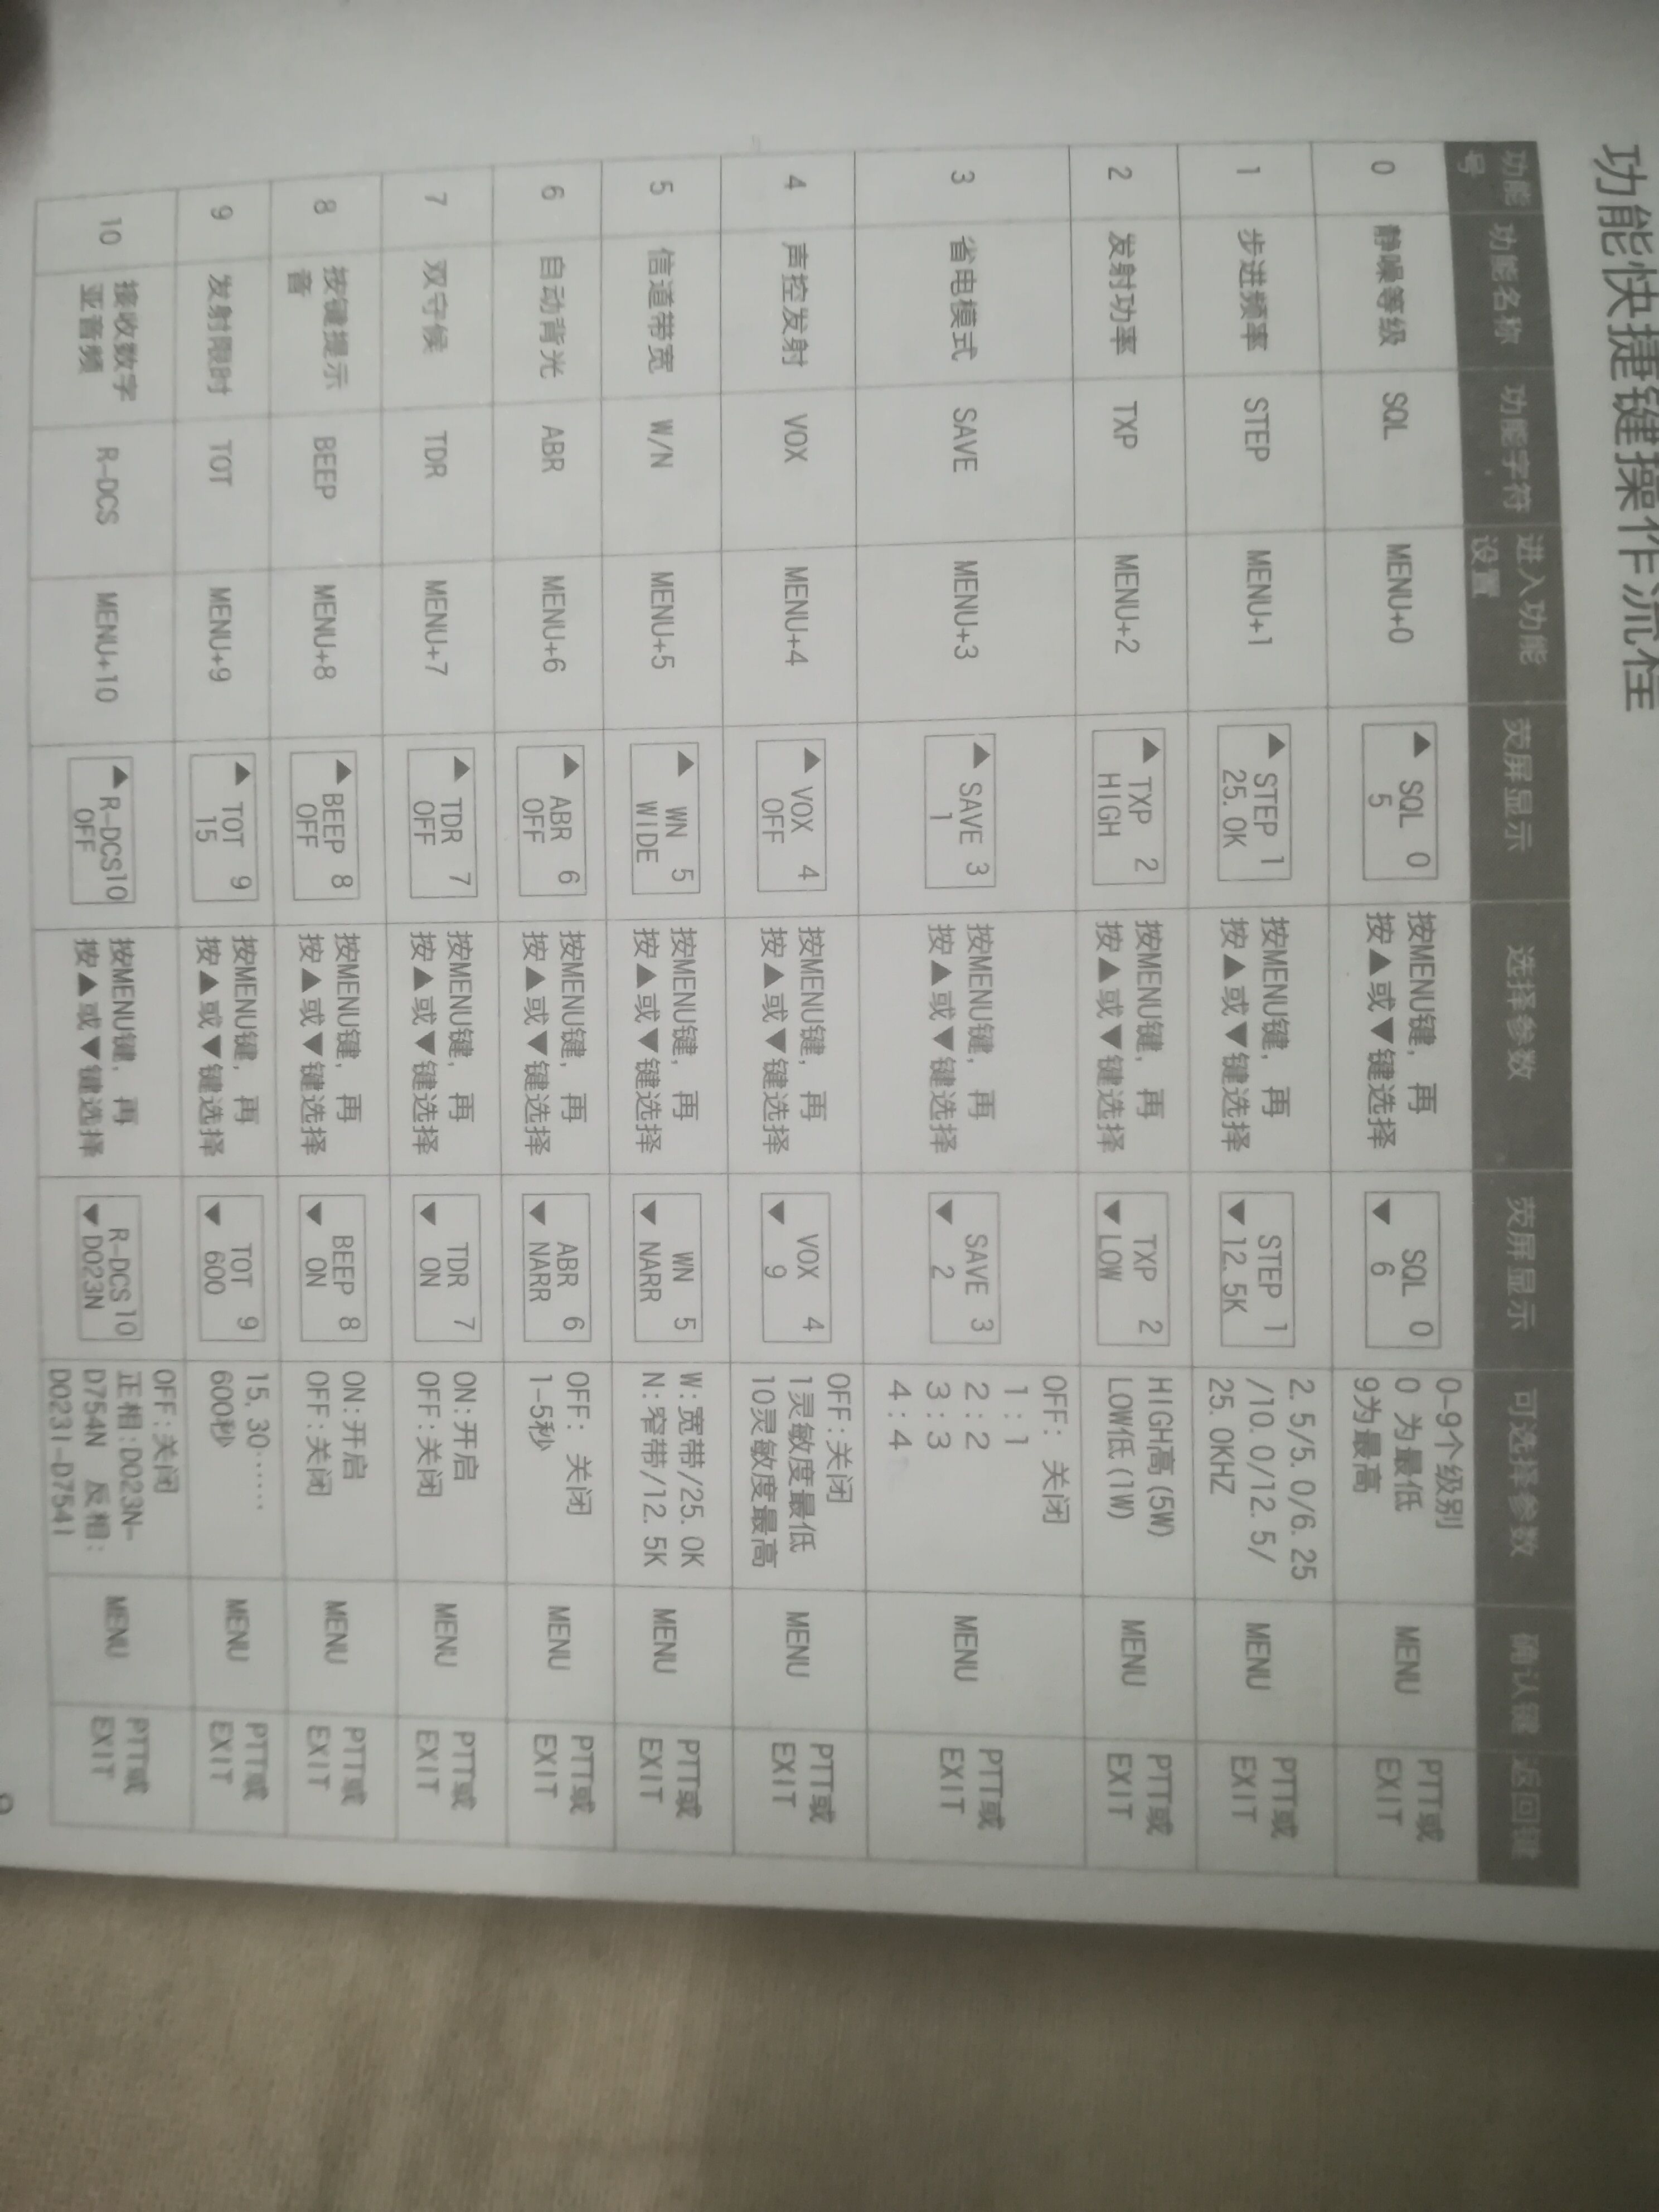 功能快捷键操作流程
功能号 功能名称 功能字符 进入功能设置 荧屏显示 选择参数 荧屏显示 可选择参数 确认键 返回键
0 静噪等级 SQL MENU+0 ▲ SQL 0 5 按MENU键, 再按▲或▼键选择 SQL 0 ▼ 6 0-9个级别 0 为最低 9为最高 MENU PTT或EXIT
1 步进频率 STEP MENU+1 ▲ STEP 1 25.0K 按MENU键, 再按▲或▼键选择 STEP 1 ▼ 12.5K 2.5/5.0/6.25/10.0/12.5/25.0KHZ MENU PTT或EXIT
2 发射功率 TXP MENU+2 ▲ TXP 2 HIGH 按MENU键, 再按▲或▼键选择 TXP 2 ▼ LOW HIGH高(5W) LOW低(1W) MENU PTT或EXIT
3 省电模式 SAVE MENU+3 ▲ SAVE 3 1 按MENU键, 再按▲或▼键选择 SAVE 3 ▼ 2 OFF: 关闭 1:1 2:2 3:3 4:4 MENU PTT或EXIT
4 声控发射 VOX MENU+4 ▲ VOX 4 OFF 按MENU键, 再按▲或▼键选择 VOX 4 ▼ 9 OFF:关闭 1灵敏度最低 10灵敏度最高 MENU PTT或EXIT
5 信道带宽 W/N MENU+5 ▲ WN 5 WIDE 按MENU键, 再按▲或▼键选择 WN 5 ▼ NARR W:宽带/25.0K N:窄带/12.5K MENU PTT或EXIT
6 自动背光 ABR MENU+6 ▲ ABR 6 OFF 按MENU键, 再按▲或▼键选择 ABR 6 ▼ NARR OFF: 关闭 1-5秒 MENU PTT或EXIT
7 双守候 TDR MENU+7 ▲ TDR 7 OFF 按MENU键, 再按▲或▼键选择 TDR 7 ▼ ON ON:开启 OFF:关闭 MENU PTT或EXIT
8 按键提示音 BEEP MENU+8 ▲ BEEP 8 OFF 按MENU键, 再按▲或▼键选择 BEEP 8 ▼ ON ON:开启 OFF:关闭 MENU PTT或EXIT
9 发射限时 TOT MENU+9 ▲ TOT 9 15 按MENU键, 再按▲或▼键选择 TOT 9 ▼ 600 15,30······600秒 MENU PTT或EXIT
10 接收数字亚音频 R-DCS MENU+10 ▲ R-DCS10 OFF 按MENU键, 再按▲或▼键选择 R-DCS10 ▼ D023N OFF:关闭 正相:D023N-D754N 反相:D023I-D754I MENU PTT或EXIT